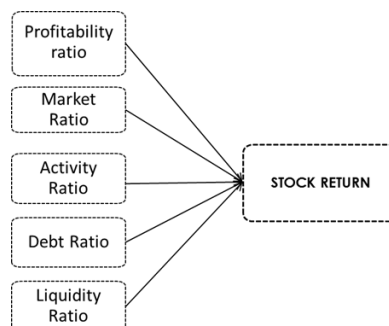 Profitability
ratio
Market
Ratio
Activity
Ratio
STOCK RETURN
Debt Ratio
Liquidity
Ratio